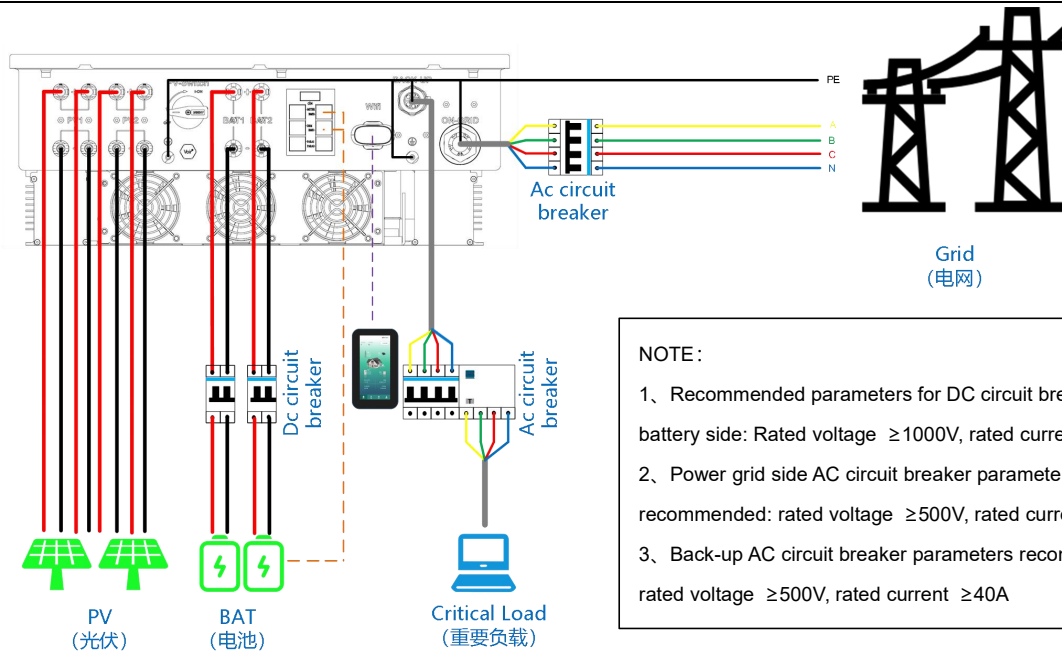 BACK-UP
PE
WIFI
PV1
PV2
BAT1 BAT2
ON-GRID
A
B
C
N
Ac circuit
breaker
Grid
(电网)
Dc circuit
breaker
Ac circuit
breaker
NOTE:
1、Recommended parameters for DC circuit bre
battery side: Rated voltage ≥1000V, rated curre
2、Power grid side AC circuit breaker paramete
recommended: rated voltage ≥500V, rated curre
3、Back-up AC circuit breaker parameters recor
rated voltage ≥500V, rated current ≥40A
PV
(光伏)
BAT
(电池)
Critical Load
(重要负载)